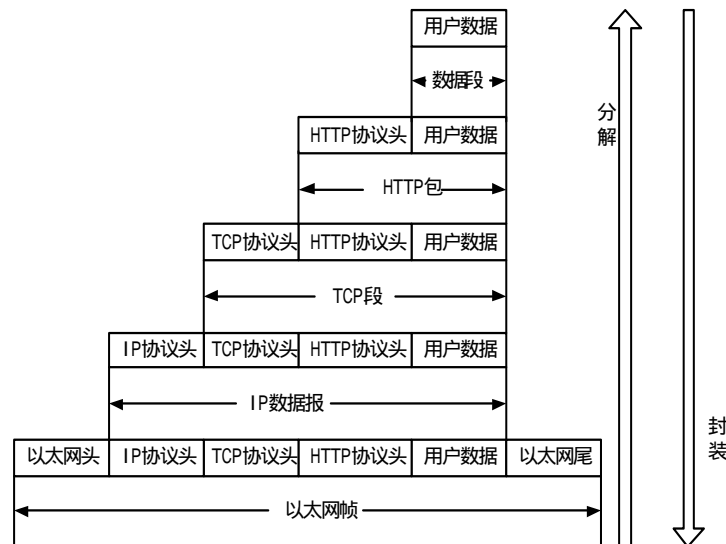 用户数据
数据段
分解
HTTP协议头 用户数据
HTTP包
TCP协议头 HTTP协议头 用户数据
TCP段
IP协议头 TCP协议头 HTTP协议头 用户数据
IP数据报
封装
以太网头 IP协议头 TCP协议头 HTTP协议头 用户数据 以太网尾
以太网帧